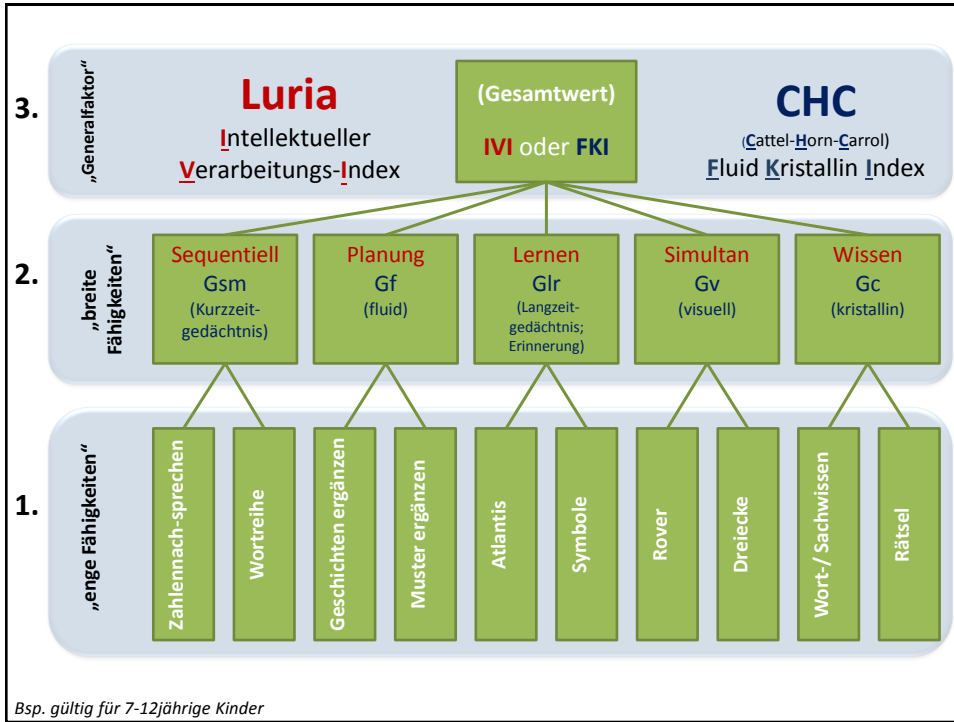 3.
„Generalfaktor“
Luria
Intellektueller
Verarbeitungs-Index
(Gesamtwert)
IVI oder FKI
CHC
(Cattel-Horn-Carrol)
Fluid Kristallin Index
2.
„breite
Fähigkeiten“
Sequentiell
Gsm
(Kurzzeit-
gedächtnis)
Planung
Gf
(fluid)
Lernen
Glr
(Langzeit-
gedächtnis;
Erinnerung)
Simultan
Gv
(visuell)
Wissen
Gc
(kristallin)
1.
„enge Fähigkeiten“
Zahlennach-sprechen
Wortreihe
Geschichten ergänzen
Muster ergänzen
Atlantis
Symbole
Rover
Dreiecke
Wort-/ Sachwissen
Rätsel
Bsp. gültig für 7-12jährige Kinder